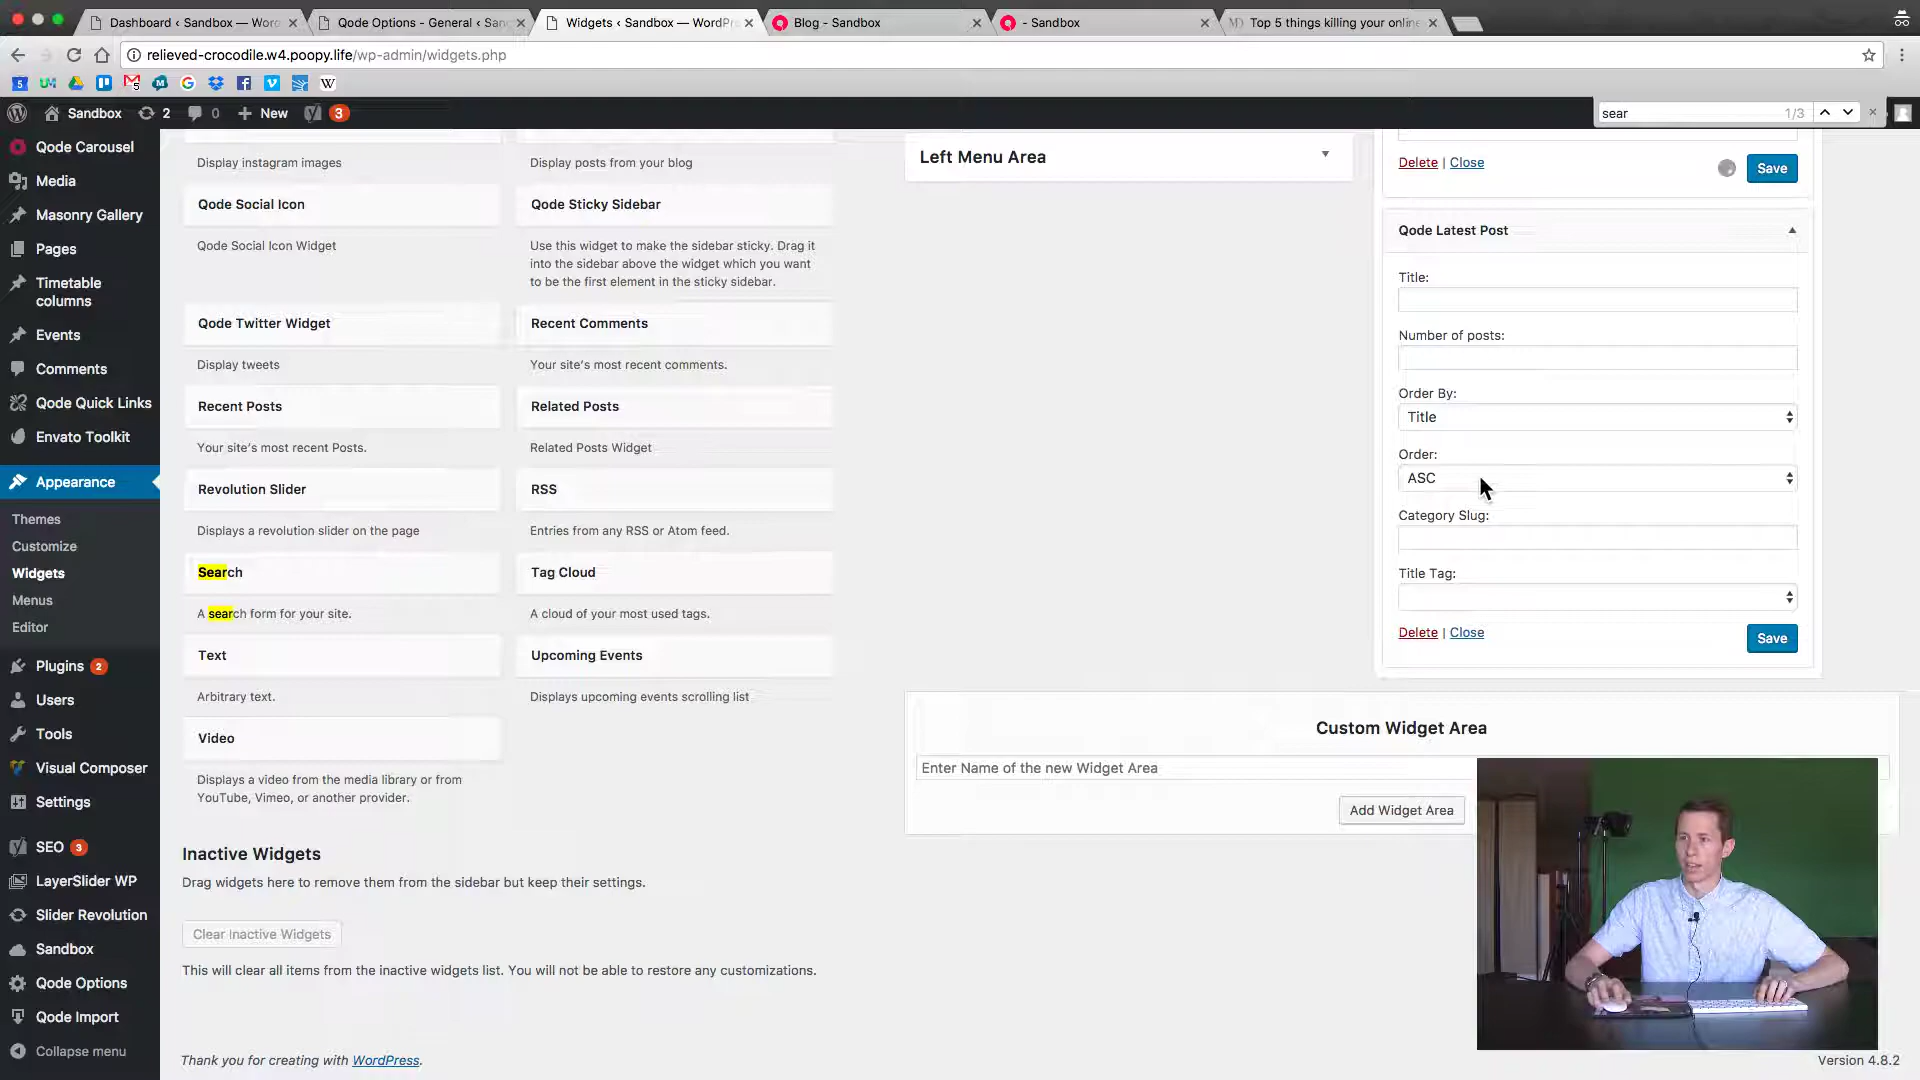 Dashboard ‹ Sandbox — Wor
Qode Options - General ‹ San
Widgets ‹ Sandbox — WordPr
Blog - Sandbox
- Sandbox
Top 5 things killing your online
relieved-crocodile.w4.poopy.life/wp-admin/widgets.php
Sandbox
2
0
New
3
sear
1/3
Qode Carousel
Media
Masonry Gallery
Pages
Timetable
columns
Events
Comments
Qode Quick Links
Envato Toolkit
Appearance
Themes
Customize
Widgets
Menus
Editor
Plugins 2
Users
Tools
Visual Composer
Settings
SEO 3
LayerSlider WP
Slider Revolution
Sandbox
Qode Options
Qode Import
Collapse menu
Display instagram images
Display posts from your blog
Qode Social Icon
Qode Sticky Sidebar
Qode Social Icon Widget
Use this widget to make the sidebar sticky. Drag it
into the sidebar above the widget which you want
to be the first element in the sticky sidebar.
Qode Twitter Widget
Recent Comments
Display tweets
Your site's most recent comments.
Recent Posts
Related Posts
Your site's most recent Posts.
Related Posts Widget
Revolution Slider
RSS
Displays a revolution slider on the page
Entries from any RSS or Atom feed.
Search
Tag Cloud
A search form for your site.
A cloud of your most used tags.
Text
Upcoming Events
Arbitrary text.
Displays upcoming events scrolling list
Video
Displays a video from the media library or from
YouTube, Vimeo, or another provider.
Inactive Widgets
Drag widgets here to remove them from the sidebar but keep their settings.
Clear Inactive Widgets
This will clear all items from the inactive widgets list. You will not be able to restore any customizations.
Thank you for creating with WordPress.
Left Menu Area
Delete | Close
Save
Qode Latest Post
Title:
Number of posts:
Order By:
Title
Order:
ASC
Category Slug:
Title Tag:
Delete | Close
Save
Custom Widget Area
Enter Name of the new Widget Area
Add Widget Area
Version 4.8.2